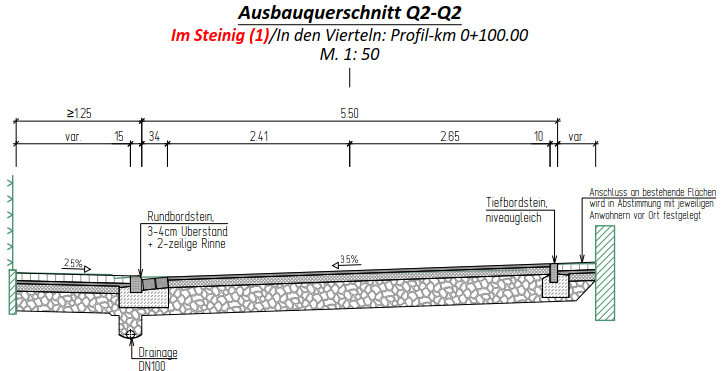 Ausbauquerschnitt Q2-Q2
Im Steinig (1)/In den Vierteln: Profil-km 0+100.00
M. 1: 50
≥1.25
5.50
var.
15
34
2.41
2.65
10
var.
Rundbordstein,
3-4cm Überstand
+ 2-zeilige Rinne
Tiefbordstein,
niveaugleich
Anschluss an bestehende Flächen
wird in Abstimmung mit jeweiligen
Anwohnern vor Ort festgelegt
2.5%
3.5%
Drainage
DN100